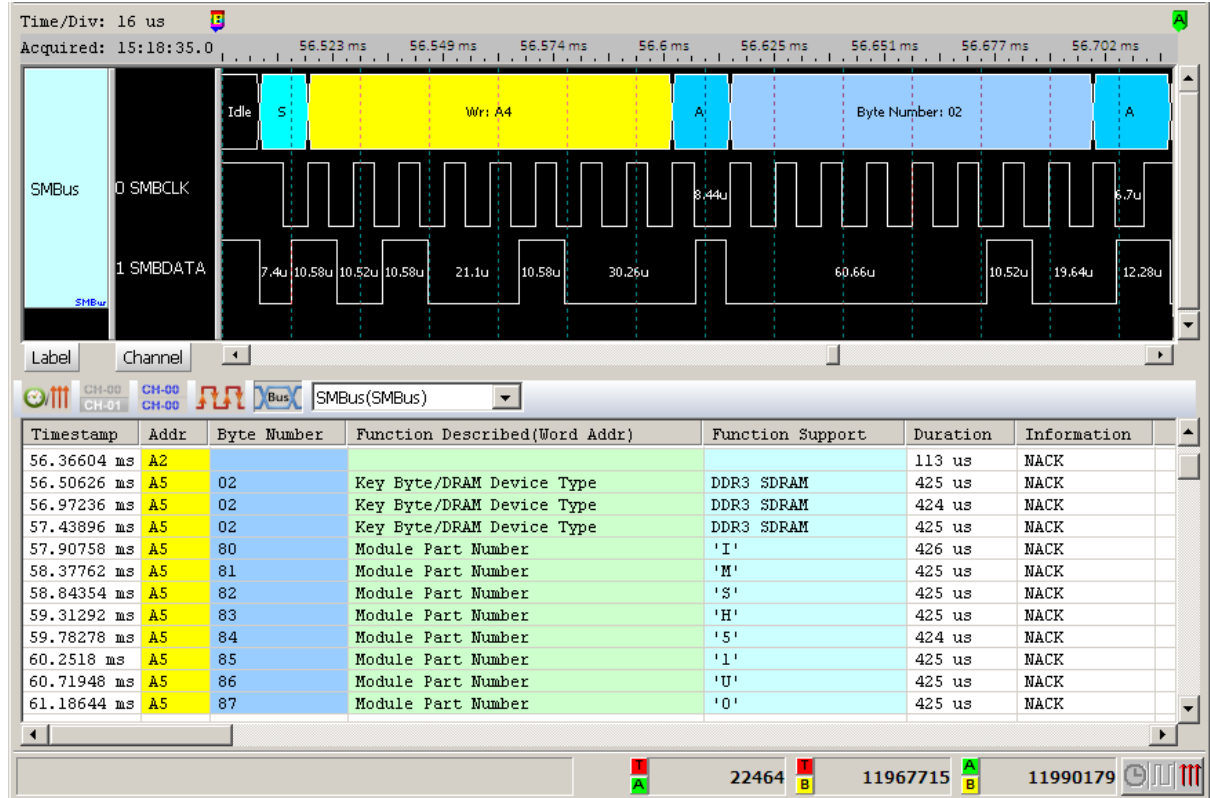 Time/Div: 16 us B A
Acquired: 15:18:35.0 56.523 ms 56.549 ms 56.574 ms 56.6 ms 56.625 ms 56.651 ms 56.677 ms 56.702 ms
Idle S Wr: A4 A Byte Number: 02 A
SMBus 0 SMBCLK 8.44u 6.7u
1 SMBDATA 7.4u 10.58u 10.52u 10.58u 21.1u 10.58u 30.26u 60.66u 10.52u 19.64u 12.28u
Label Channel
CH-00 CH-01 CH-00 CH-00 Bus SMBus(SMBus)
Timestamp Addr Byte Number Function Described(Word Addr) Function Support Duration Information
56.36604 ms A2 113 us NACK
56.50626 ms A5 02 Key Byte/DRAM Device Type DDR3 SDRAM 425 us NACK
56.97236 ms A5 02 Key Byte/DRAM Device Type DDR3 SDRAM 424 us NACK
57.43896 ms A5 02 Key Byte/DRAM Device Type DDR3 SDRAM 425 us NACK
57.90758 ms A5 80 Module Part Number 'I' 426 us NACK
58.37762 ms A5 81 Module Part Number 'M' 425 us NACK
58.84354 ms A5 82 Module Part Number 'S' 425 us NACK
59.31292 ms A5 83 Module Part Number 'H' 425 us NACK
59.78278 ms A5 84 Module Part Number '5' 424 us NACK
60.2518 ms A5 85 Module Part Number '1' 425 us NACK
60.71948 ms A5 86 Module Part Number 'U' 425 us NACK
61.18644 ms A5 87 Module Part Number '0' 425 us NACK
T A 22464 T B 11967715 A B 11990179